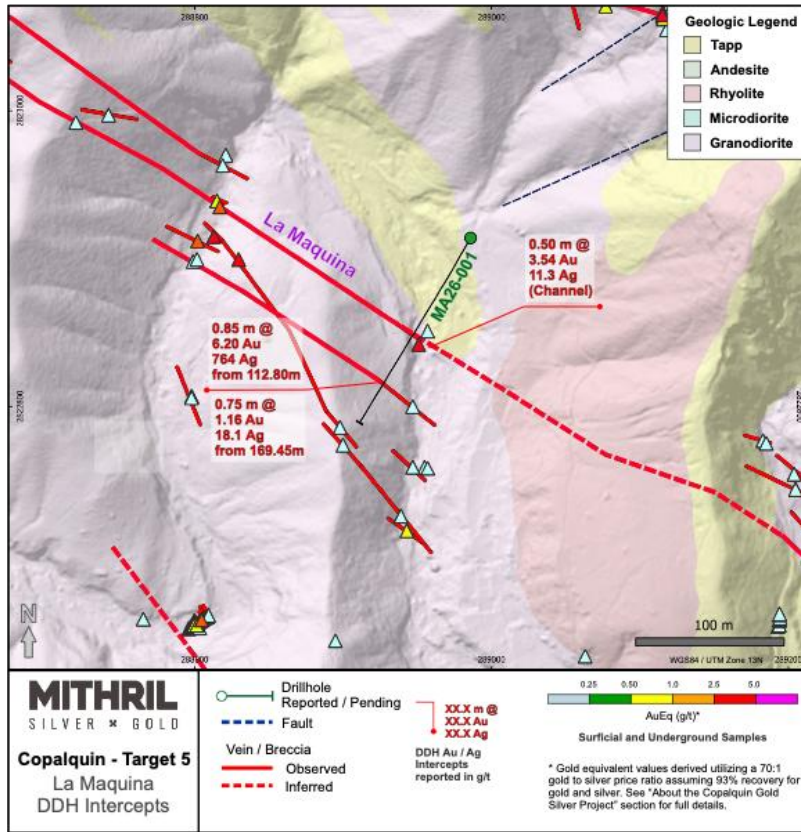 288800
289000
Geologic Legend
Tapp
Andesite
Rhyolite
Microdiorite
Granodiorite
2823000
La Maquina
MA26-001
0.50 m @
3.54 Au
11.3 Ag
(Channel)
0.85 m @
6.20 Au
764 Ag
from 112.80m
0.75 m @
1.16 Au
18.1 Ag
from 169.45m
2822800
N
100 m
WGS84 / UTM Zone 13N
289000
MITHRIL
SILVER GOLD
Copalquin - Target 5
La Maquina
DDH Intercepts
Drillhole
Reported / Pending
Fault
Vein / Breccia
Observed
Inferred
XX.X m @
XX.X Au
XX.X Ag
DDH Au / Ag
Intercepts
reported in g/t
0.25 0.50 1.0 2.5 5.0
AuEq (g/t)*
Surficial and Underground Samples
* Gold equivalent values derived utilizing a 70:1
gold to silver price ratio assuming 93% recovery for
gold and silver. See "About the Copalquin Gold
Silver Project" section for full details.